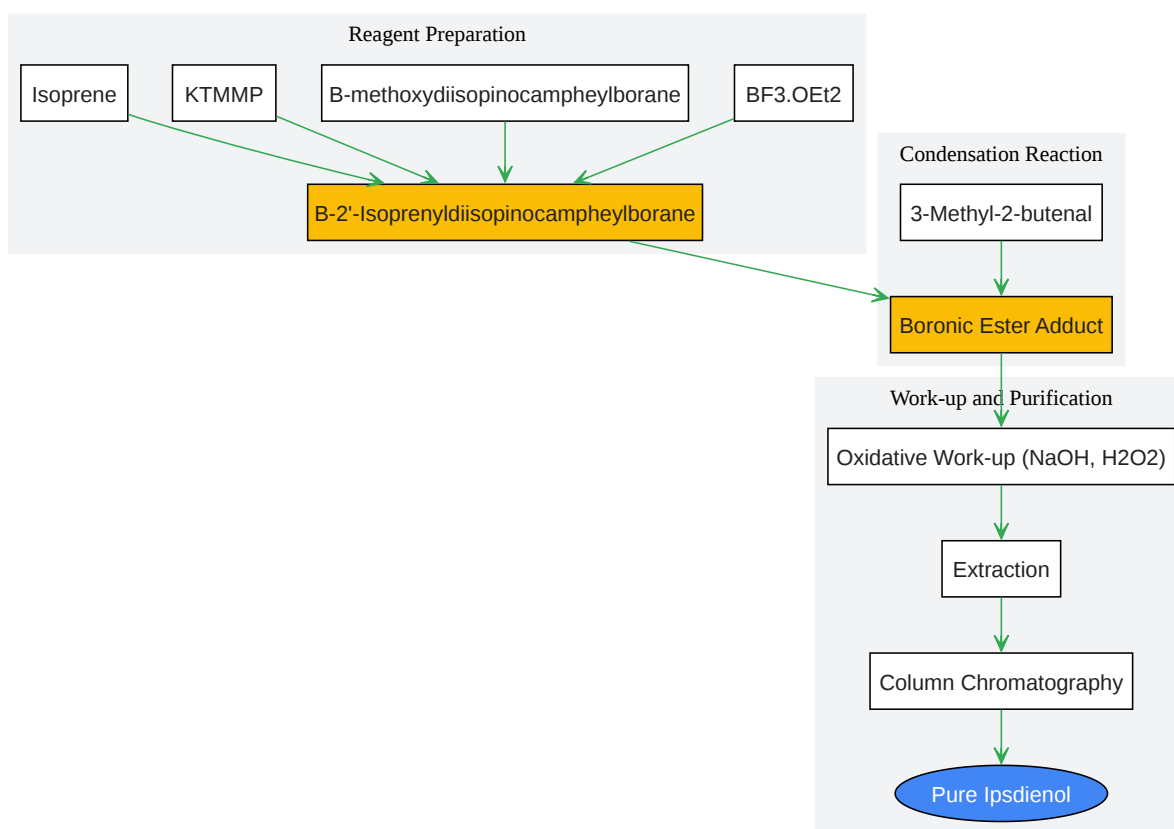 Reagent Preparation
Isoprene
KTMMP
B-methoxydiisopinocampheylborane
BF3.OEt2
B-2'-Isoprenyldiisopinocampheylborane
Condensation Reaction
3-Methyl-2-butenal
Boronic Ester Adduct
Work-up and Purification
Oxidative Work-up (NaOH, H2O2)
Extraction
Column Chromatography
Pure Ipsdienol